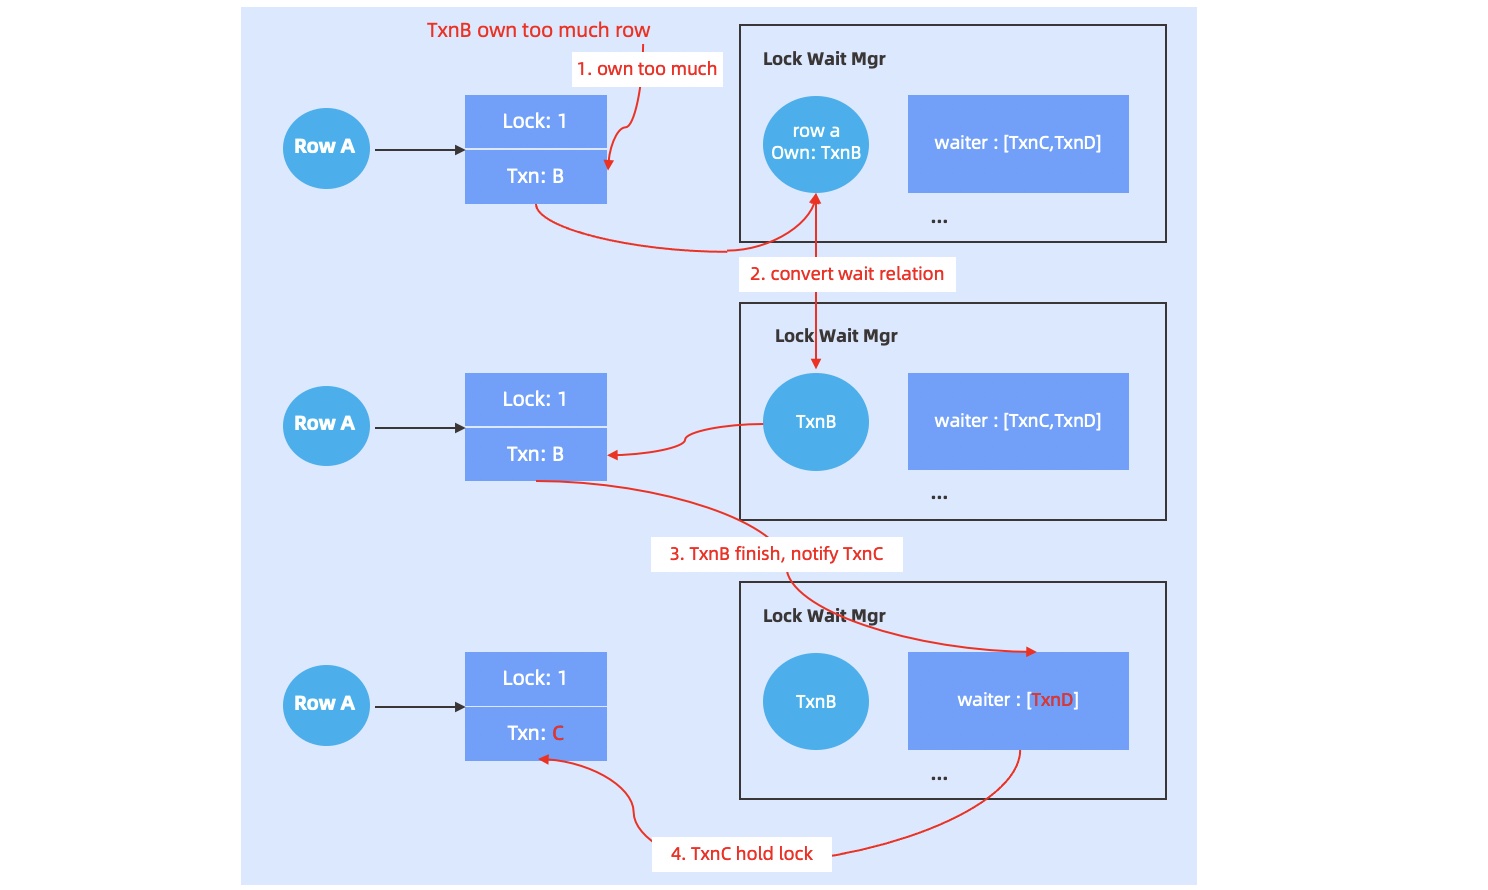 TxnB own too much row
1. own too much
Lock Wait Mgr
Row A
Lock: 1
Txn: B
row a
Own: TxnB
waiter : [TxnC,TxnD]
...
2. convert wait relation
Lock Wait Mgr
Row A
Lock: 1
Txn: B
TxnB
waiter : [TxnC,TxnD]
...
3. TxnB finish, notify TxnC
Lock Wait Mgr
Row A
Lock: 1
Txn: C
TxnB
waiter : [TxnD]
...
4. TxnC hold lock